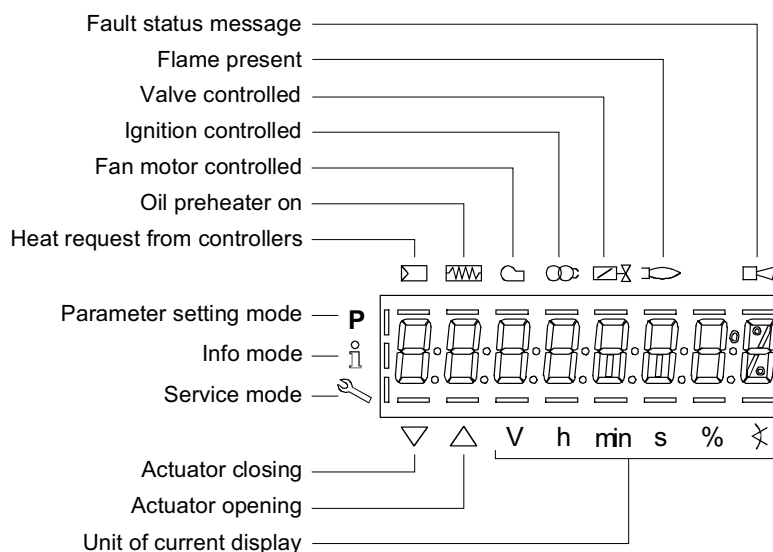 Fault status message
Flame present
Valve controlled
Ignition controlled
Fan motor controlled
Oil preheater on
Heat request from controllers
Parameter setting mode P
Info mode i
Service mode
V h min s %
Actuator closing
Actuator opening
Unit of current display